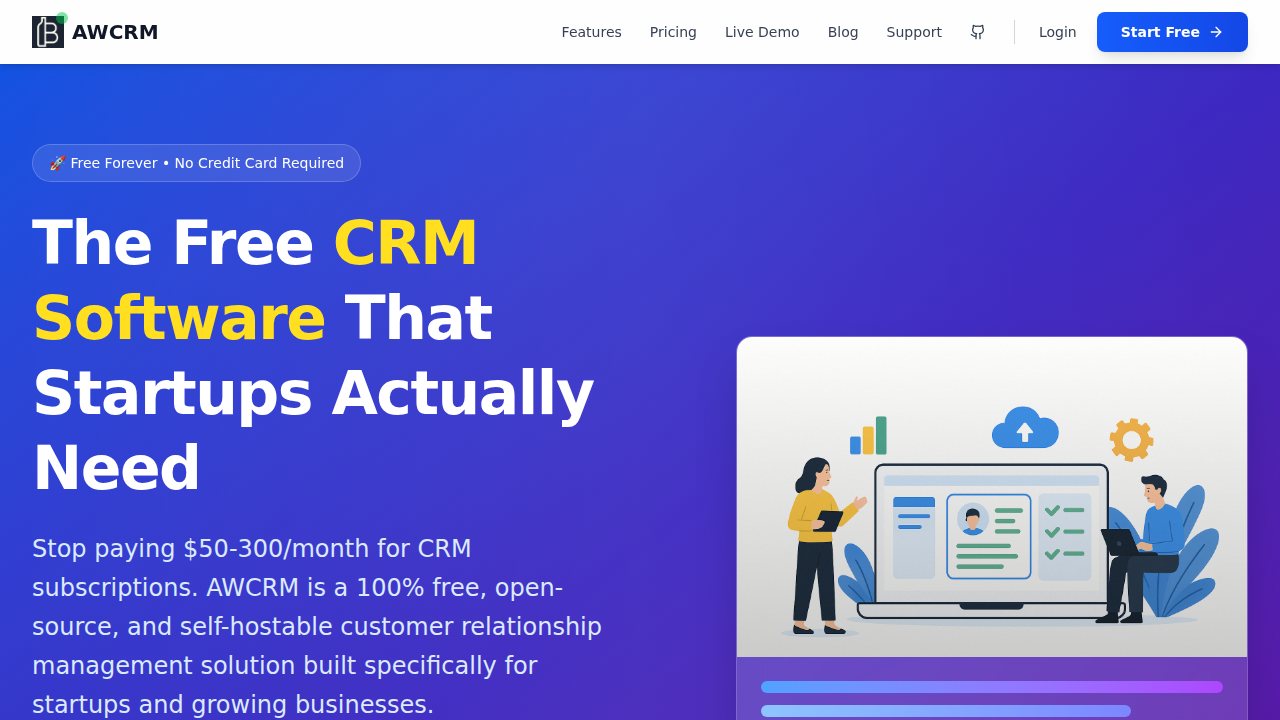 AWCRM
Features
Pricing
Live Demo
Blog
Support
Login
Start Free
🚀 Free Forever • No Credit Card Required
The Free CRM
Software That
Startups Actually
Need
Stop paying $50-300/month for CRM
subscriptions. AWCRM is a 100% free, open-
source, and self-hostable customer relationship
management solution built specifically for
startups and growing businesses.